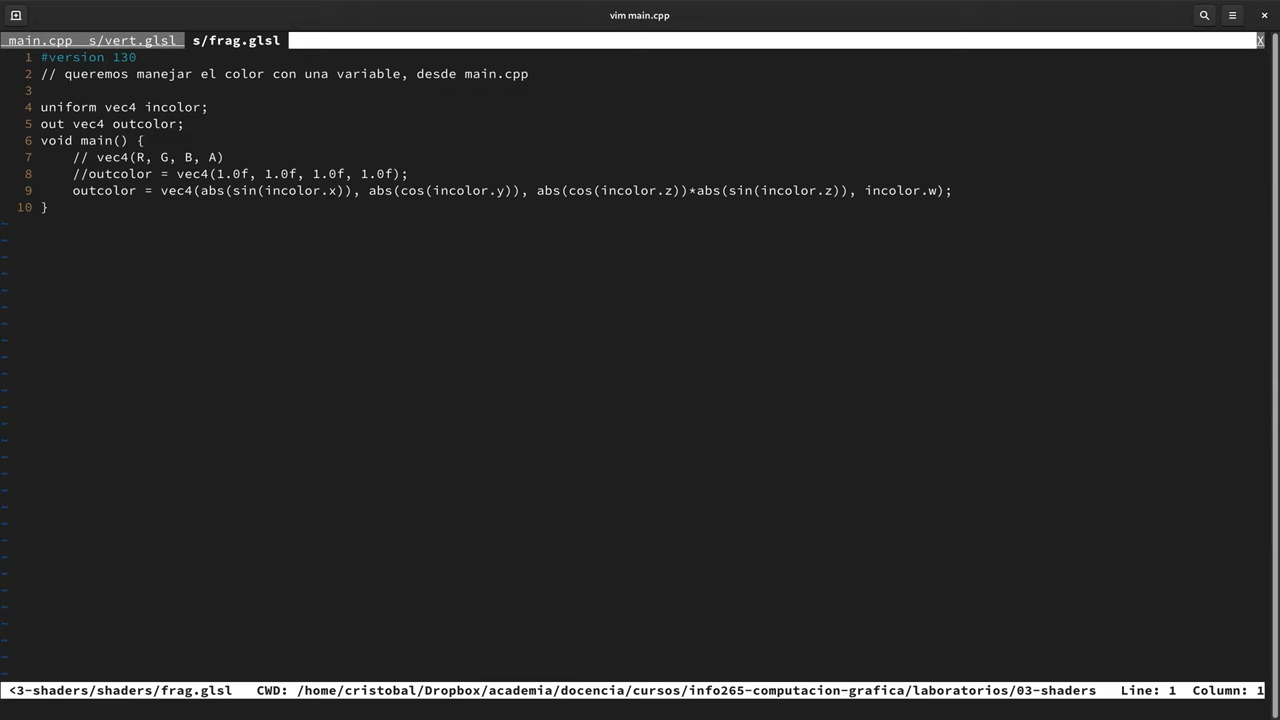 vim main.cpp
main.cpp s/vert.glsl s/frag.glsl X
1 #version 130
2 // queremos manejar el color con una variable, desde main.cpp
3
4 uniform vec4 incolor;
5 out vec4 outcolor;
6 void main() {
7 // vec4(R, G, B, A)
8 //outcolor = vec4(1.0f, 1.0f, 1.0f, 1.0f);
9 outcolor = vec4(abs(sin(incolor.x)), abs(cos(incolor.y)), abs(cos(incolor.z))*abs(sin(incolor.z)), incolor.w);
10 }
<3-shaders/shaders/frag.glsl CWD: /home/cristobal/Dropbox/academia/docencia/cursos/info265-computacion-grafica/laboratorios/03-shaders Line: 1 Column: 1